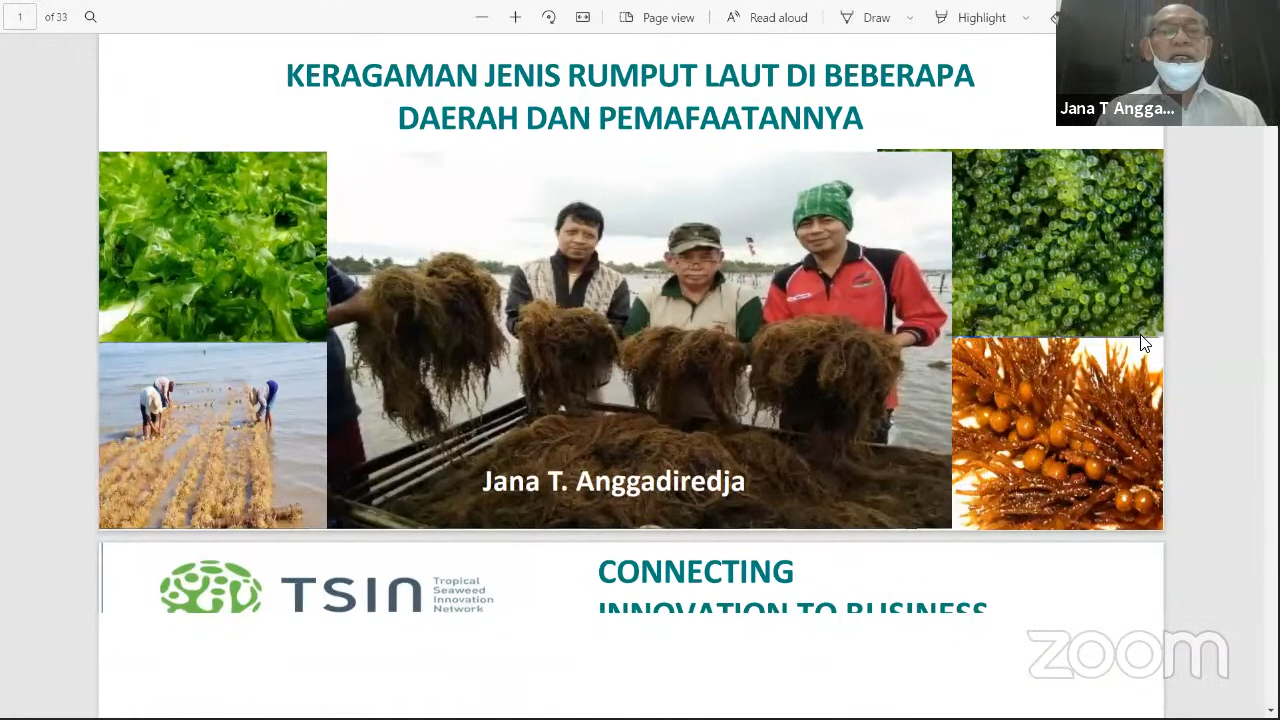 1 of 33
Page view
Read aloud
Draw
Highlight
Jana T Angga...
KERAGAMAN JENIS RUMPUT LAUT DI BEBERAPA
DAERAH DAN PEMAFAATANNYA
Jana T. Anggadiredja
TSIN
Tropical
Seaweed
Innovation
Network
CONNECTING
INNOVATION TO BUSINESS
zoom